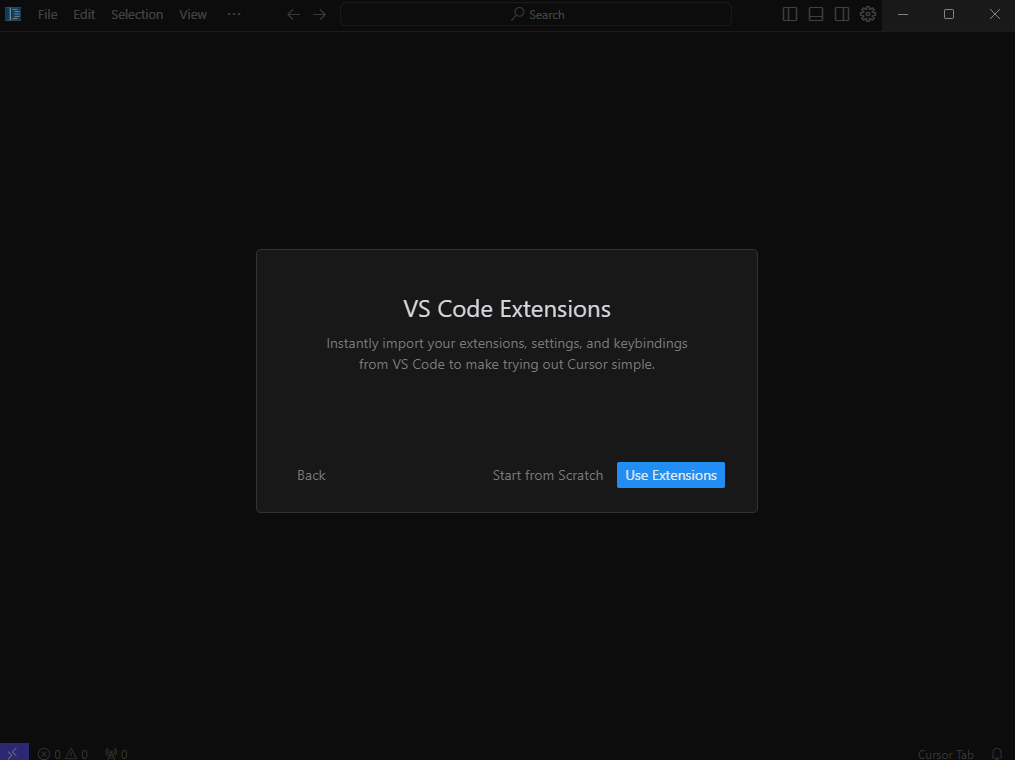 File Edit Selection View ··· Search
VS Code Extensions
Instantly import your extensions, settings, and keybindings
from VS Code to make trying out Cursor simple.
Back Start from Scratch Use Extensions
0 0 0 Cursor Tab